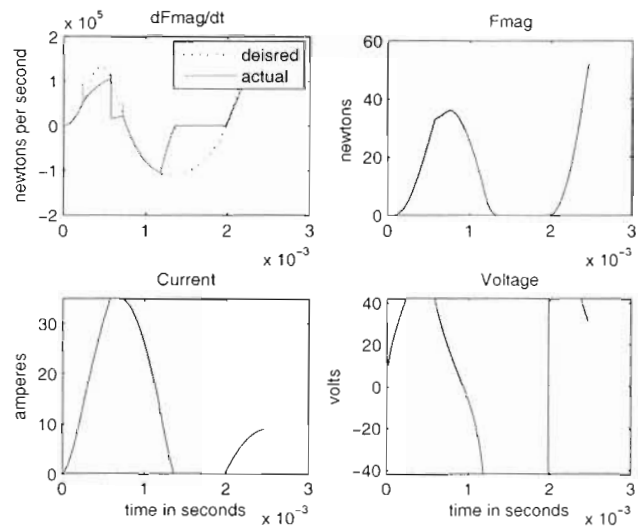 dFmag/dt
x 10^5
2
1
0
−1
−2
newtons per second
deisred
actual
0
1
2
3
x 10^-3
Fmag
60
40
20
0
newtons
0
1
2
3
x 10^-3
Current
30
20
10
0
amperes
0
1
2
3
time in seconds
x 10^-3
Voltage
40
20
0
−20
−40
volts
0
1
2
3
time in seconds
x 10^-3